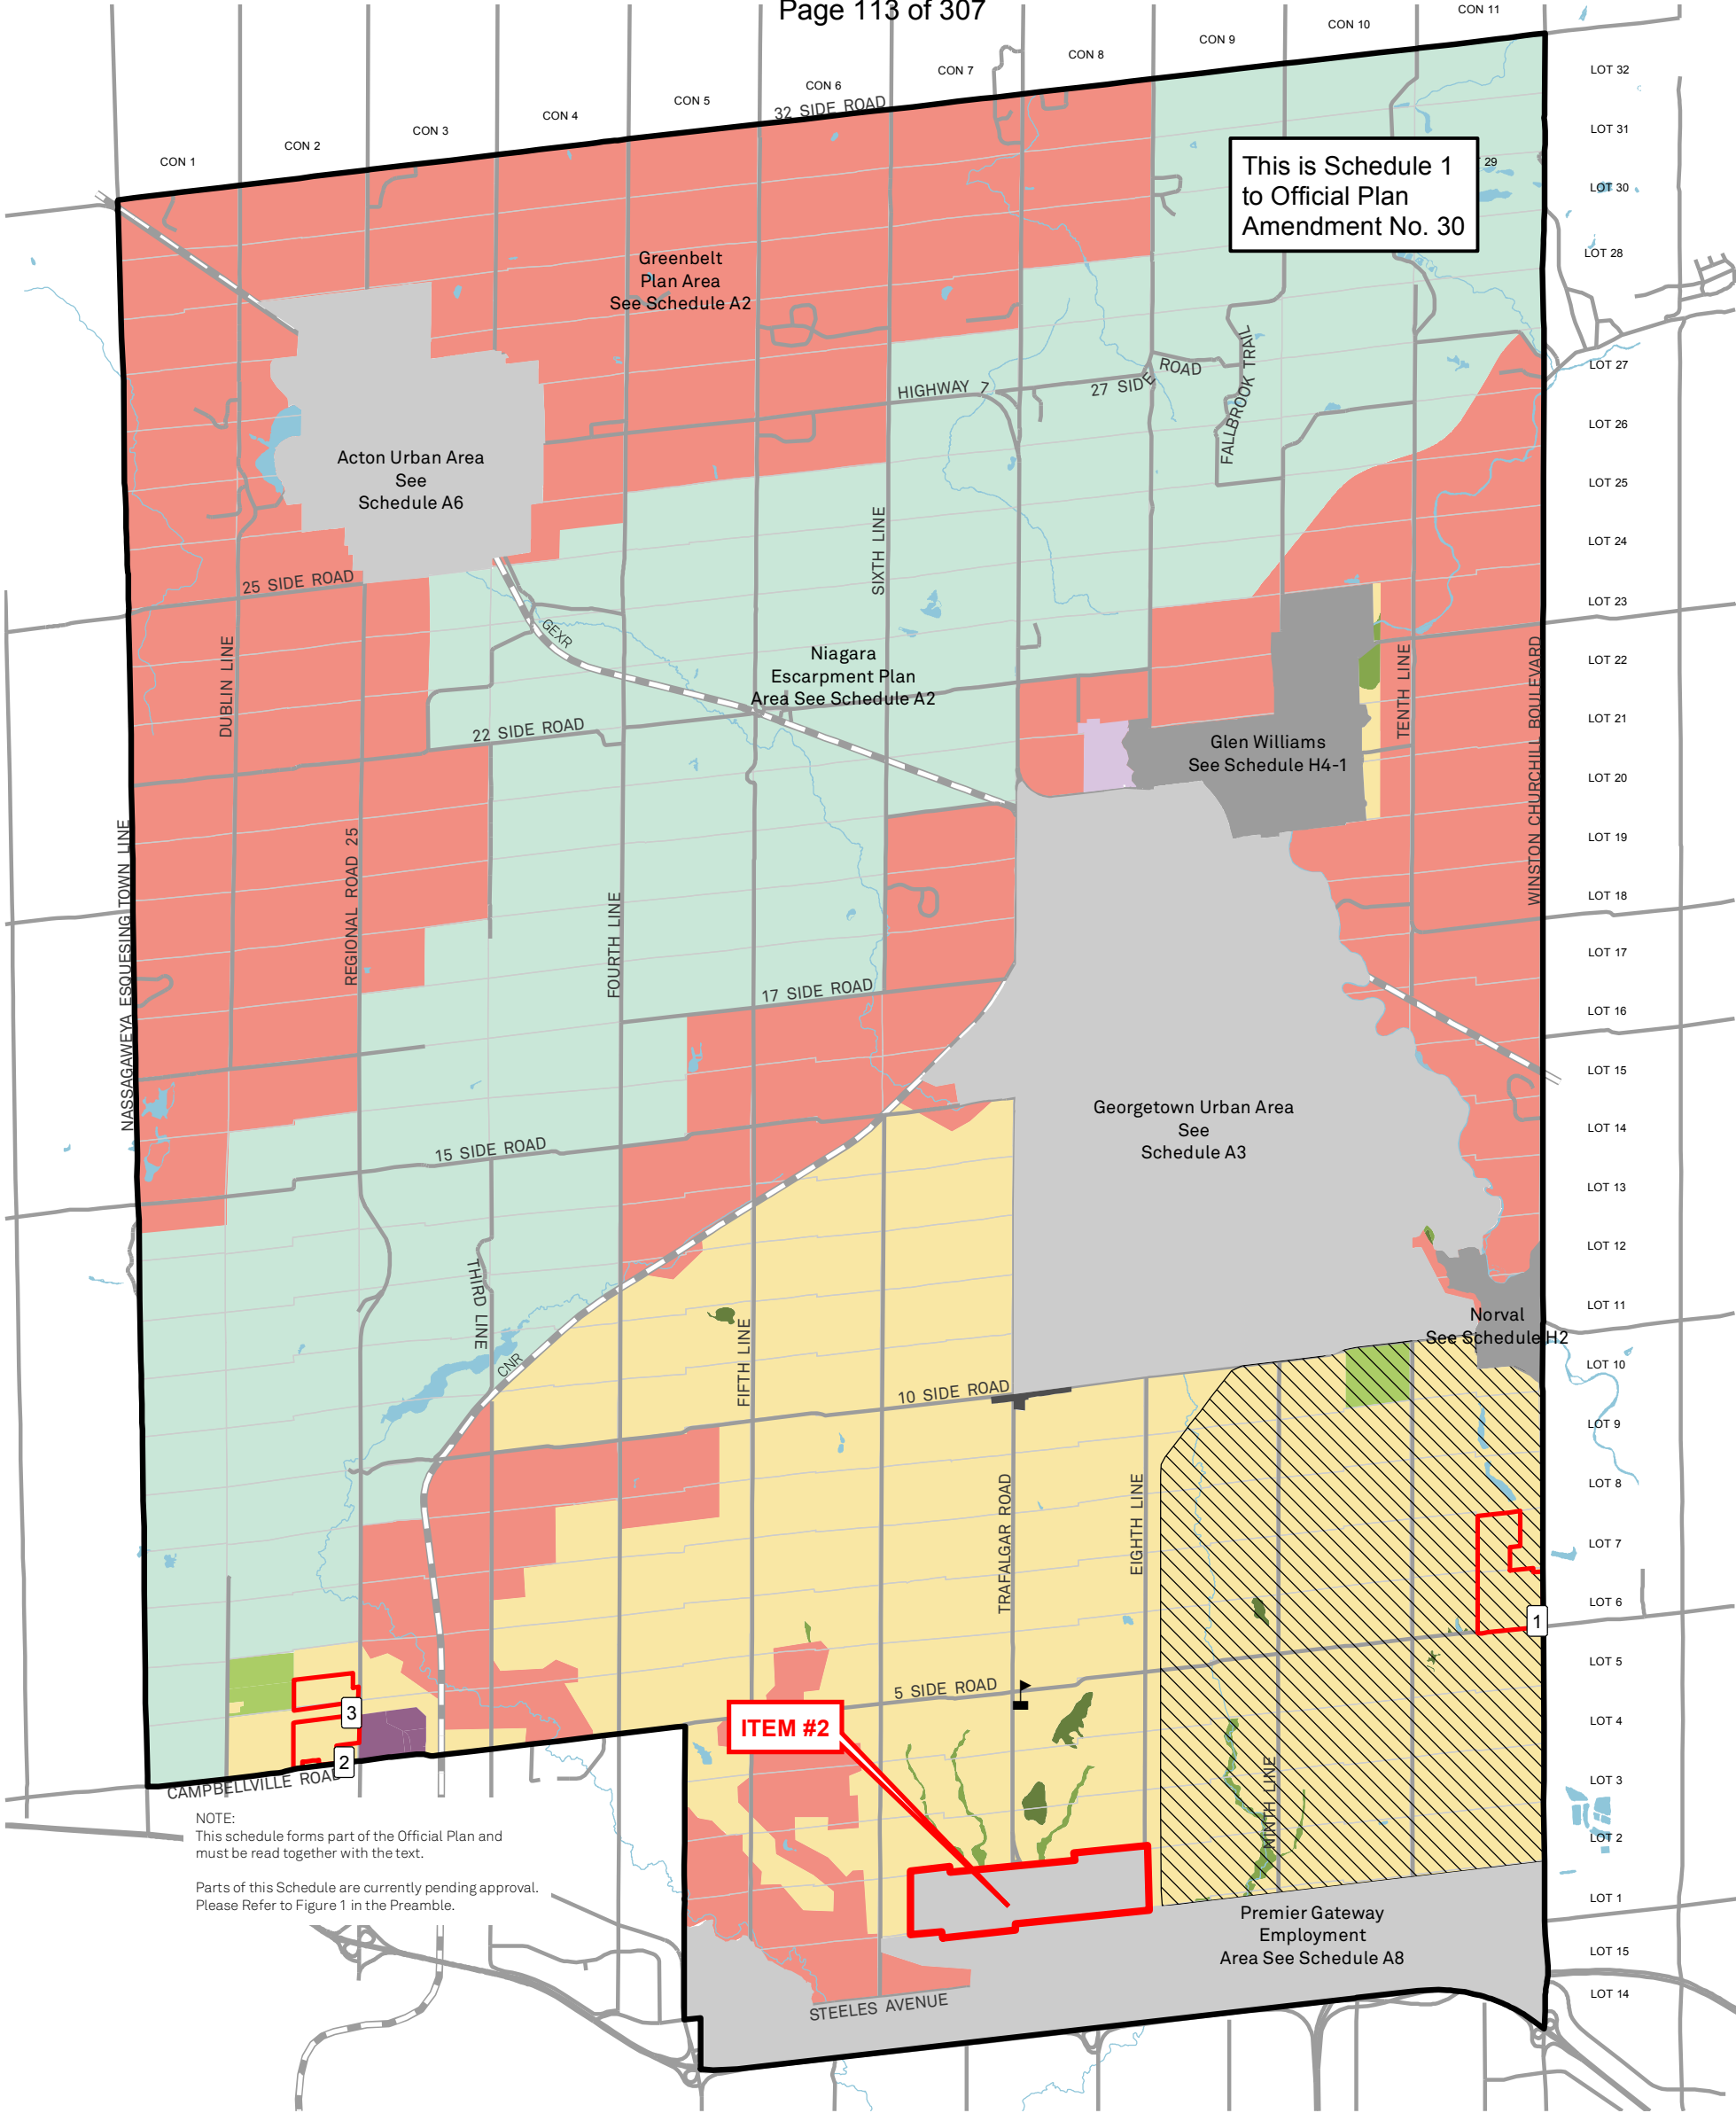 Page 113 of 307
CON 1
CON 2
CON 3
CON 4
CON 5
CON 6
CON 7
CON 8
CON 9
CON 10
CON 11
32 SIDE ROAD
This is Schedule 1
to Official Plan
Amendment No. 30
LOT 32
LOT 31
29
LOT 30
LOT 28
LOT 27
LOT 26
LOT 25
LOT 24
LOT 23
LOT 22
LOT 21
LOT 20
LOT 19
LOT 18
LOT 17
LOT 16
LOT 15
LOT 14
LOT 13
LOT 12
LOT 11
LOT 10
LOT 9
LOT 8
LOT 7
LOT 6
LOT 5
LOT 4
LOT 3
LOT 2
LOT 1
LOT 15
LOT 14
Greenbelt
Plan Area
See Schedule A2
HIGHWAY 7
27 SIDE ROAD
FALLBROOK TRAIL
Acton Urban Area
See
Schedule A6
25 SIDE ROAD
SIXTH LINE
GEXR
DUBLIN LINE
Niagara
Escarpment Plan
Area See Schedule A2
22 SIDE ROAD
TENTH LINE
WINSTON CHURCHILL BOULEVARD
Glen Williams
See Schedule H4-1
NASSAGAWEYA ESQUESING TOWN LINE
REGIONAL ROAD 25
FOURTH LINE
17 SIDE ROAD
Georgetown Urban Area
See
Schedule A3
15 SIDE ROAD
THIRD LINE
CNR
FIFTH LINE
Norval
See Schedule H2
10 SIDE ROAD
TRAFALGAR ROAD
EIGHTH LINE
1
5 SIDE ROAD
3
2
ITEM #2
NINTH LINE
CAMPBELLVILLE ROAD
NOTE:
This schedule forms part of the Official Plan and
must be read together with the text.
Parts of this Schedule are currently pending approval.
Please Refer to Figure 1 in the Preamble.
Premier Gateway
Employment
Area See Schedule A8
STEELES AVENUE